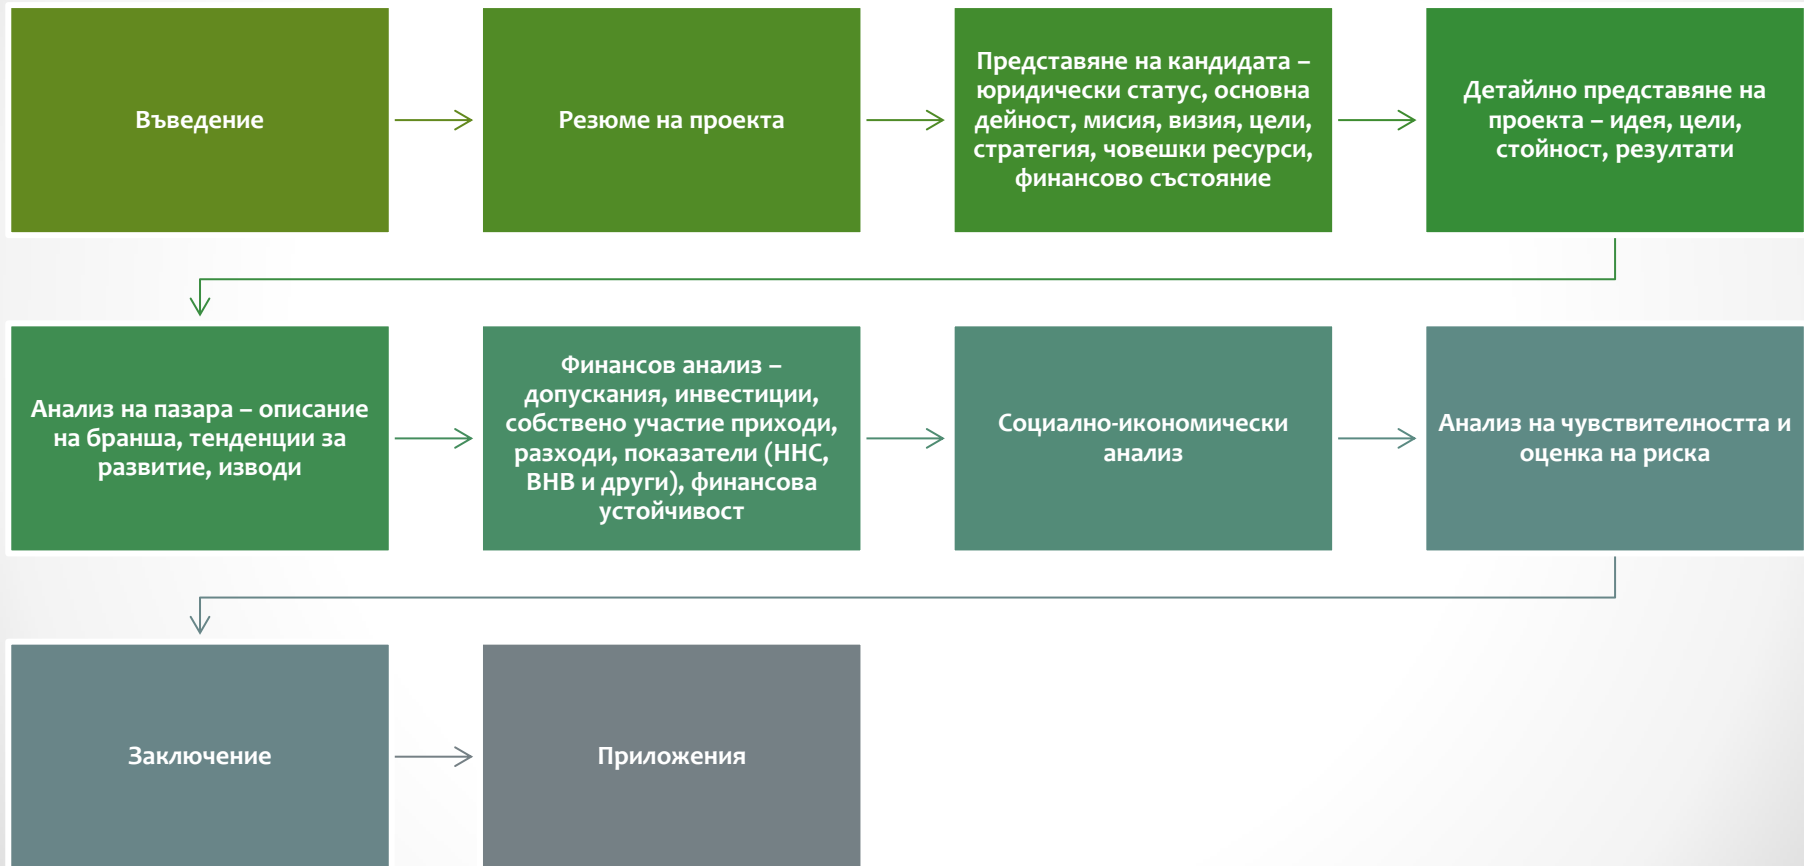 Въведение
Резюме на проекта
Представяне на кандидата –
юридически статус, основна
дейност, мисия, визия, цели,
стратегия, човешки ресурси,
финансово състояние
Детайлно представяне на
проекта – идея, цели,
стойност, резултати
Анализ на пазара – описание
на бранша, тенденции за
развитие, изводи
Финансов анализ –
допускания, инвестиции,
собствено участие приходи,
разходи, показатели (ННС,
ВНВ и други), финансова
устойчивост
Социално-икономически
анализ
Анализ на чувствителността и
оценка на риска
Заключение
Приложения